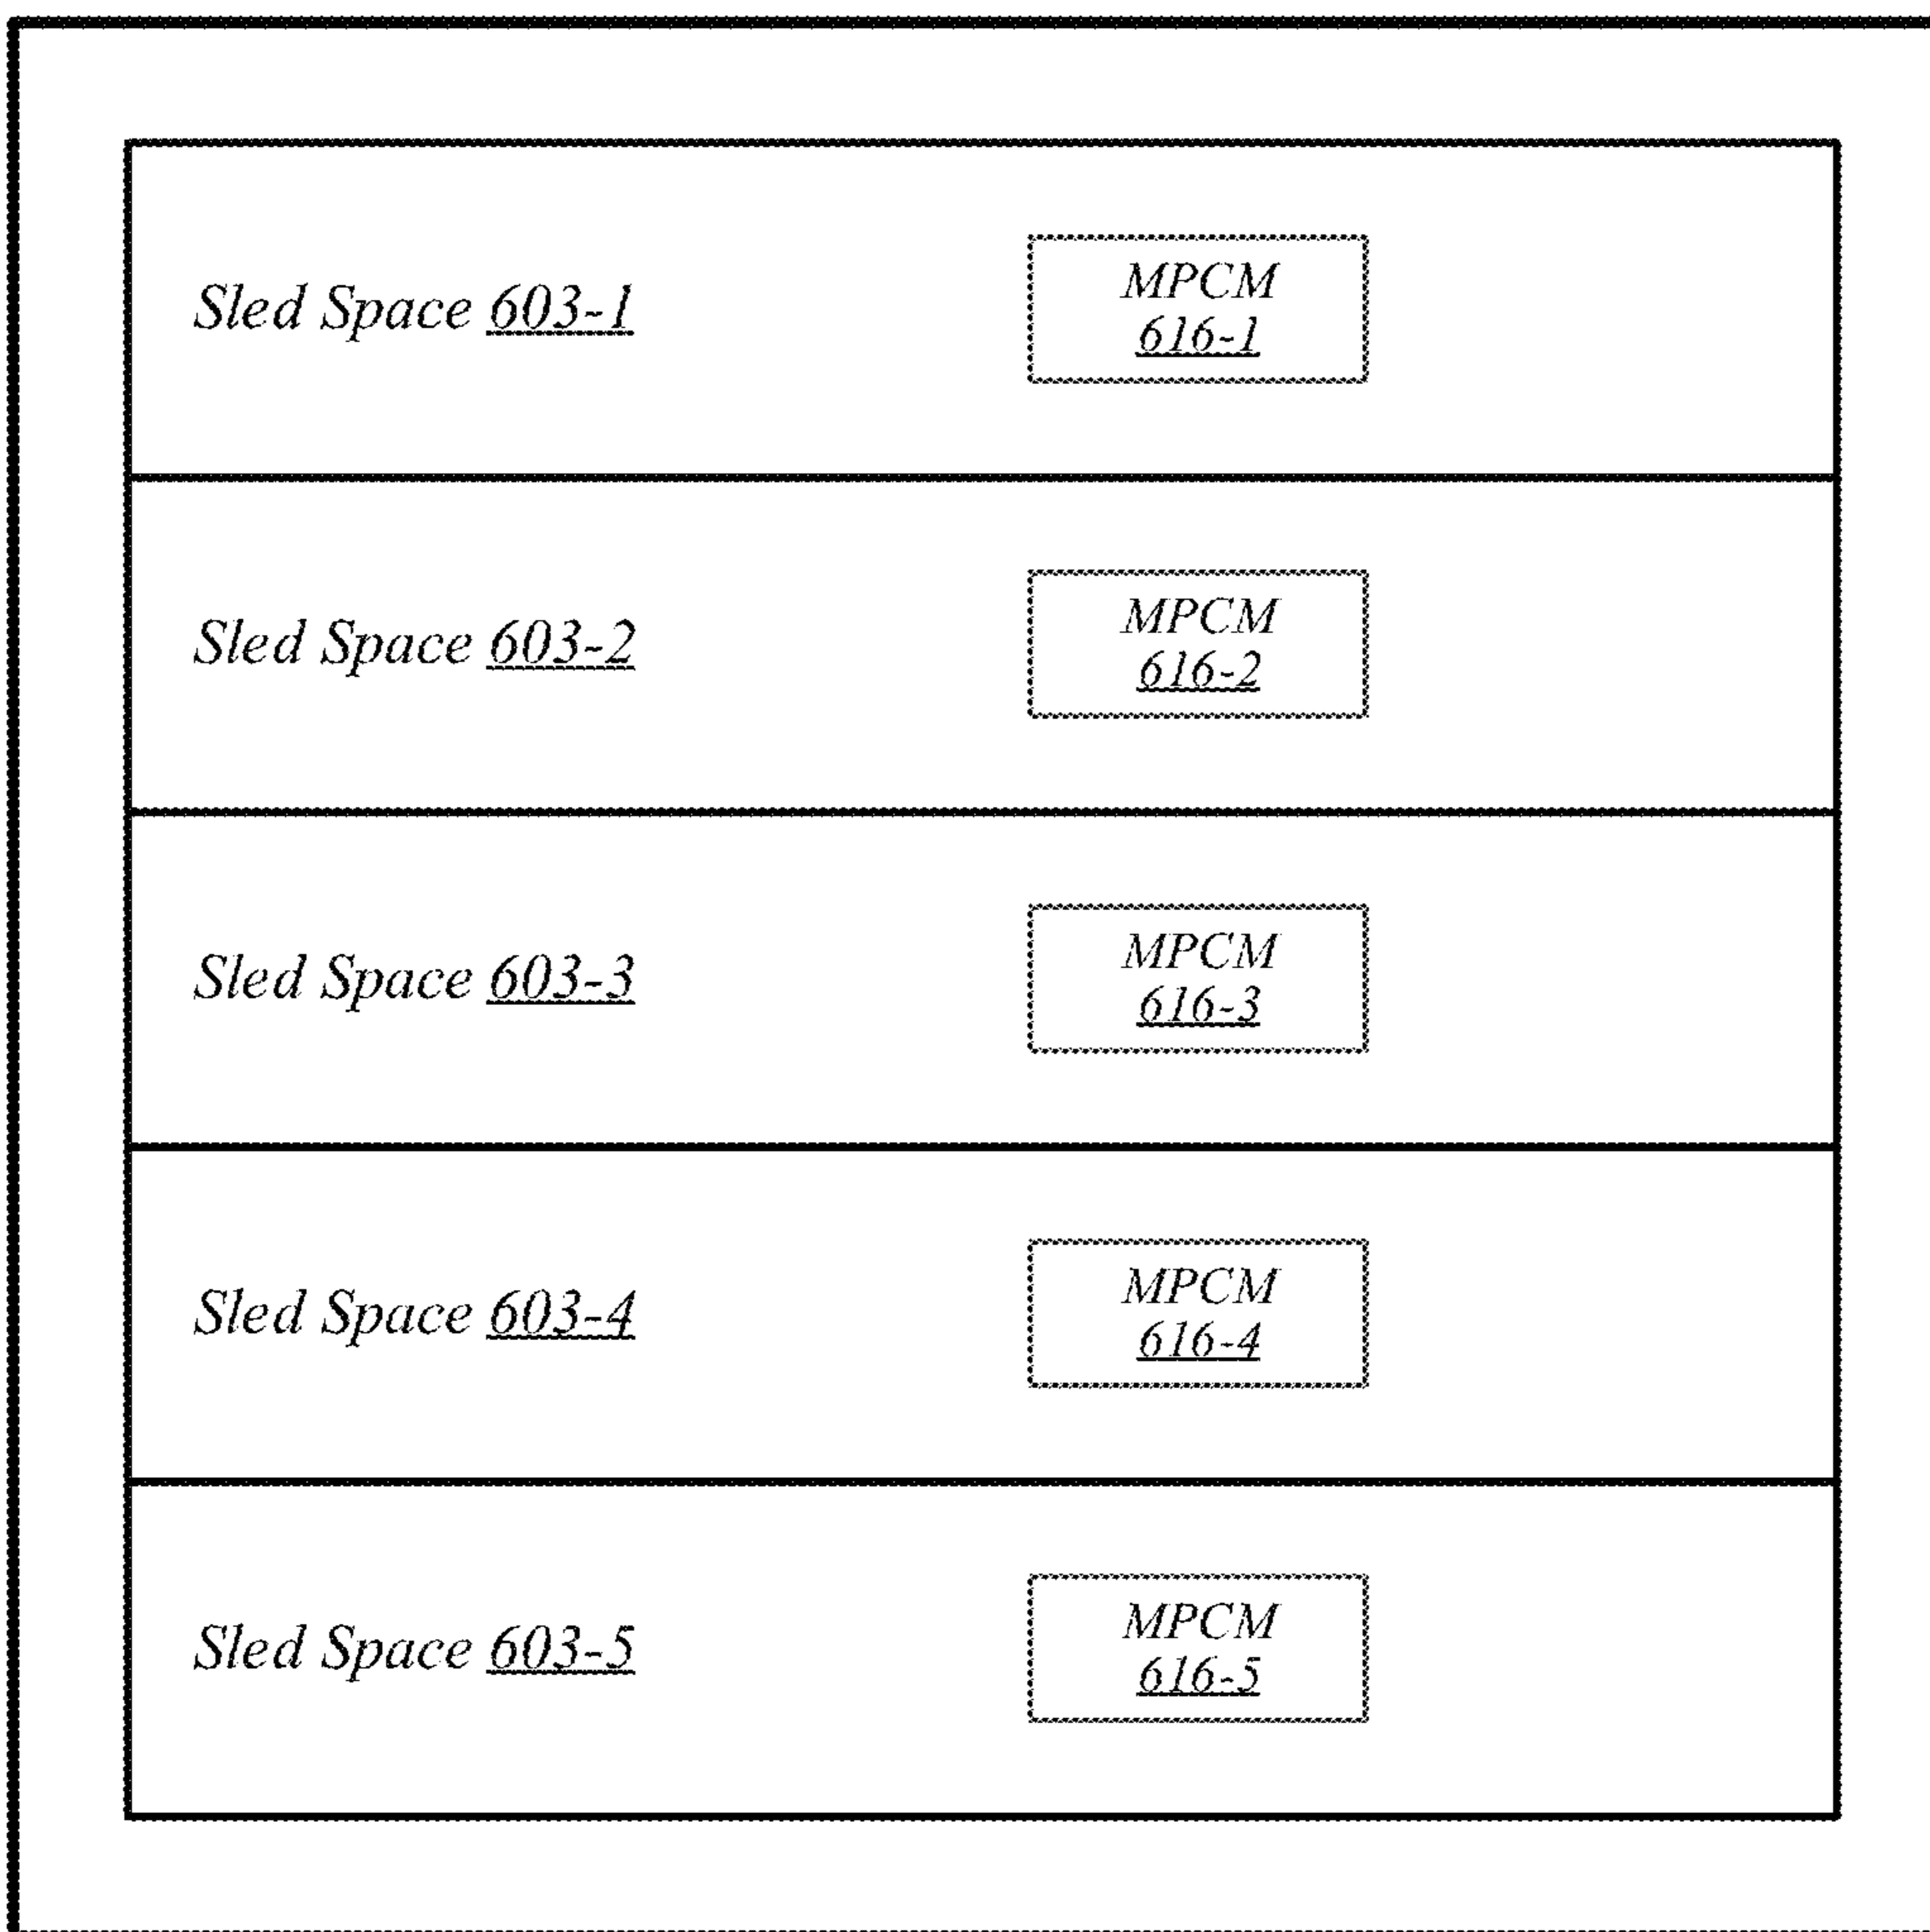 Sled Space 603-1
MPCM
616-1
Sled Space 603-2
MPCM
616-2
Sled Space 603-3
MPCM
616-3
Sled Space 603-4
MPCM
616-4
Sled Space 603-5
MPCM
616-5